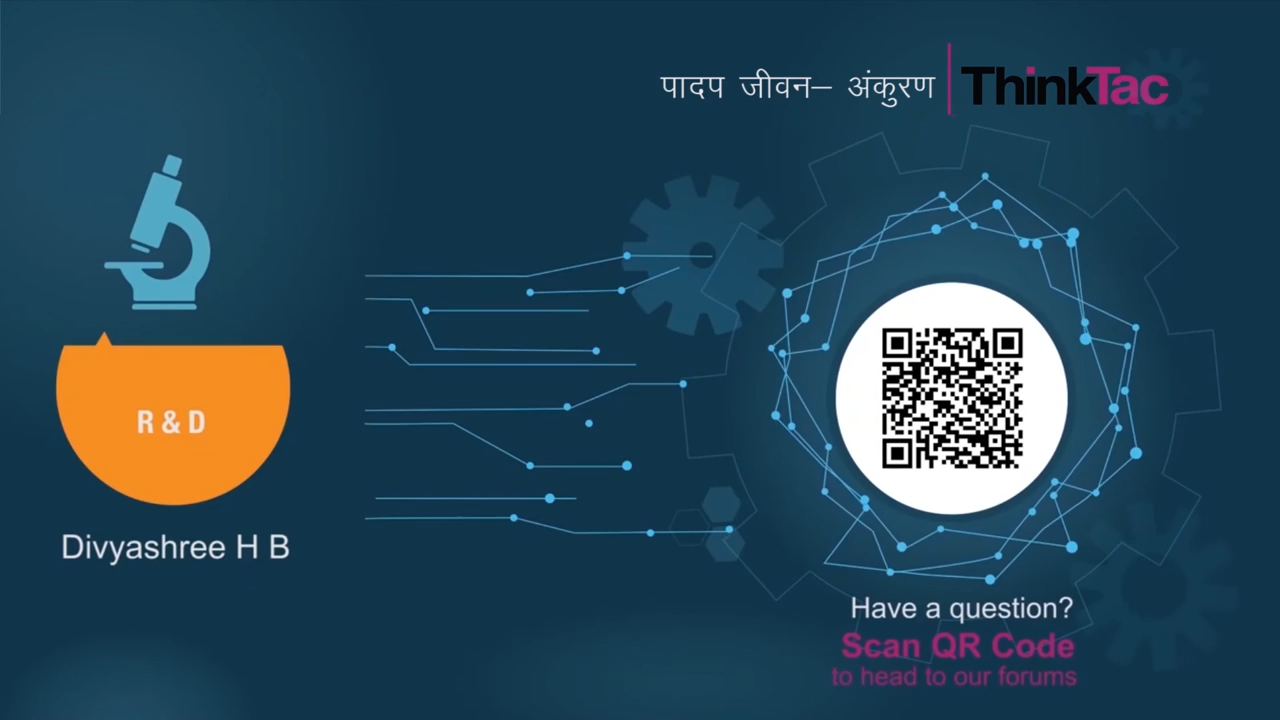 पादप जीवन– अंकुरण ThinkTac
R & D
Divyashree H B
Have a question?
Scan QR Code
to head to our forums